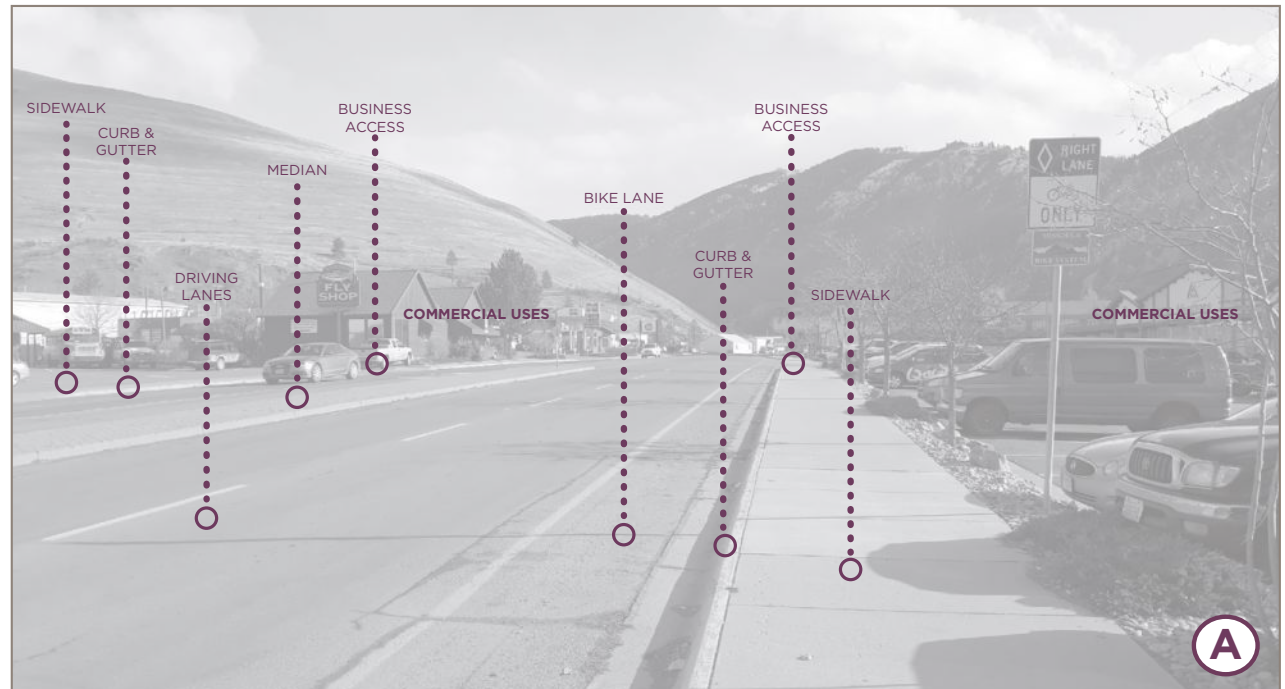 SIDEWALK
CURB &
GUTTER
DRIVING
LANES
MEDIAN
BUSINESS
ACCESS
COMMERCIAL USES
BIKE LANE
CURB &
GUTTER
BUSINESS
ACCESS
SIDEWALK
COMMERCIAL USES
RIGHT
LANE
ONLY
FLY
SHOP
A